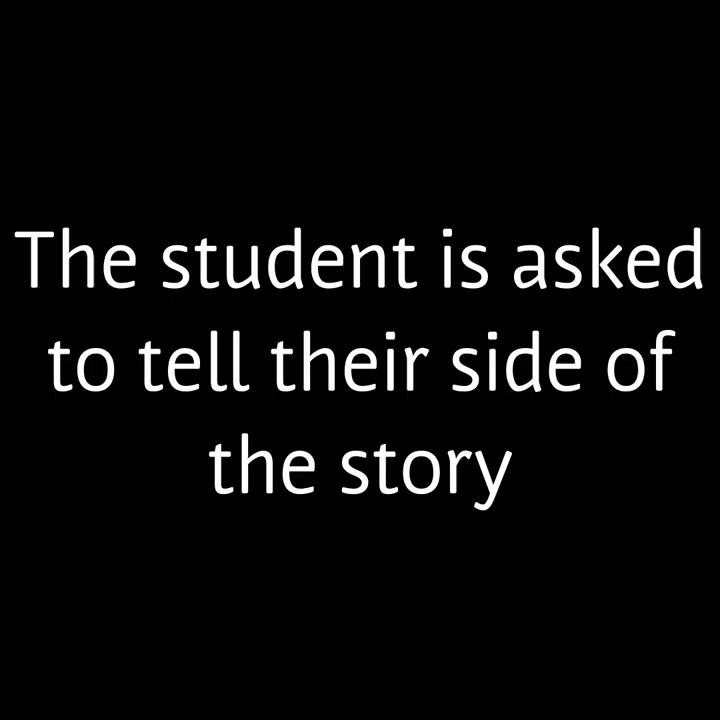 The student is asked
to tell their side of
the story